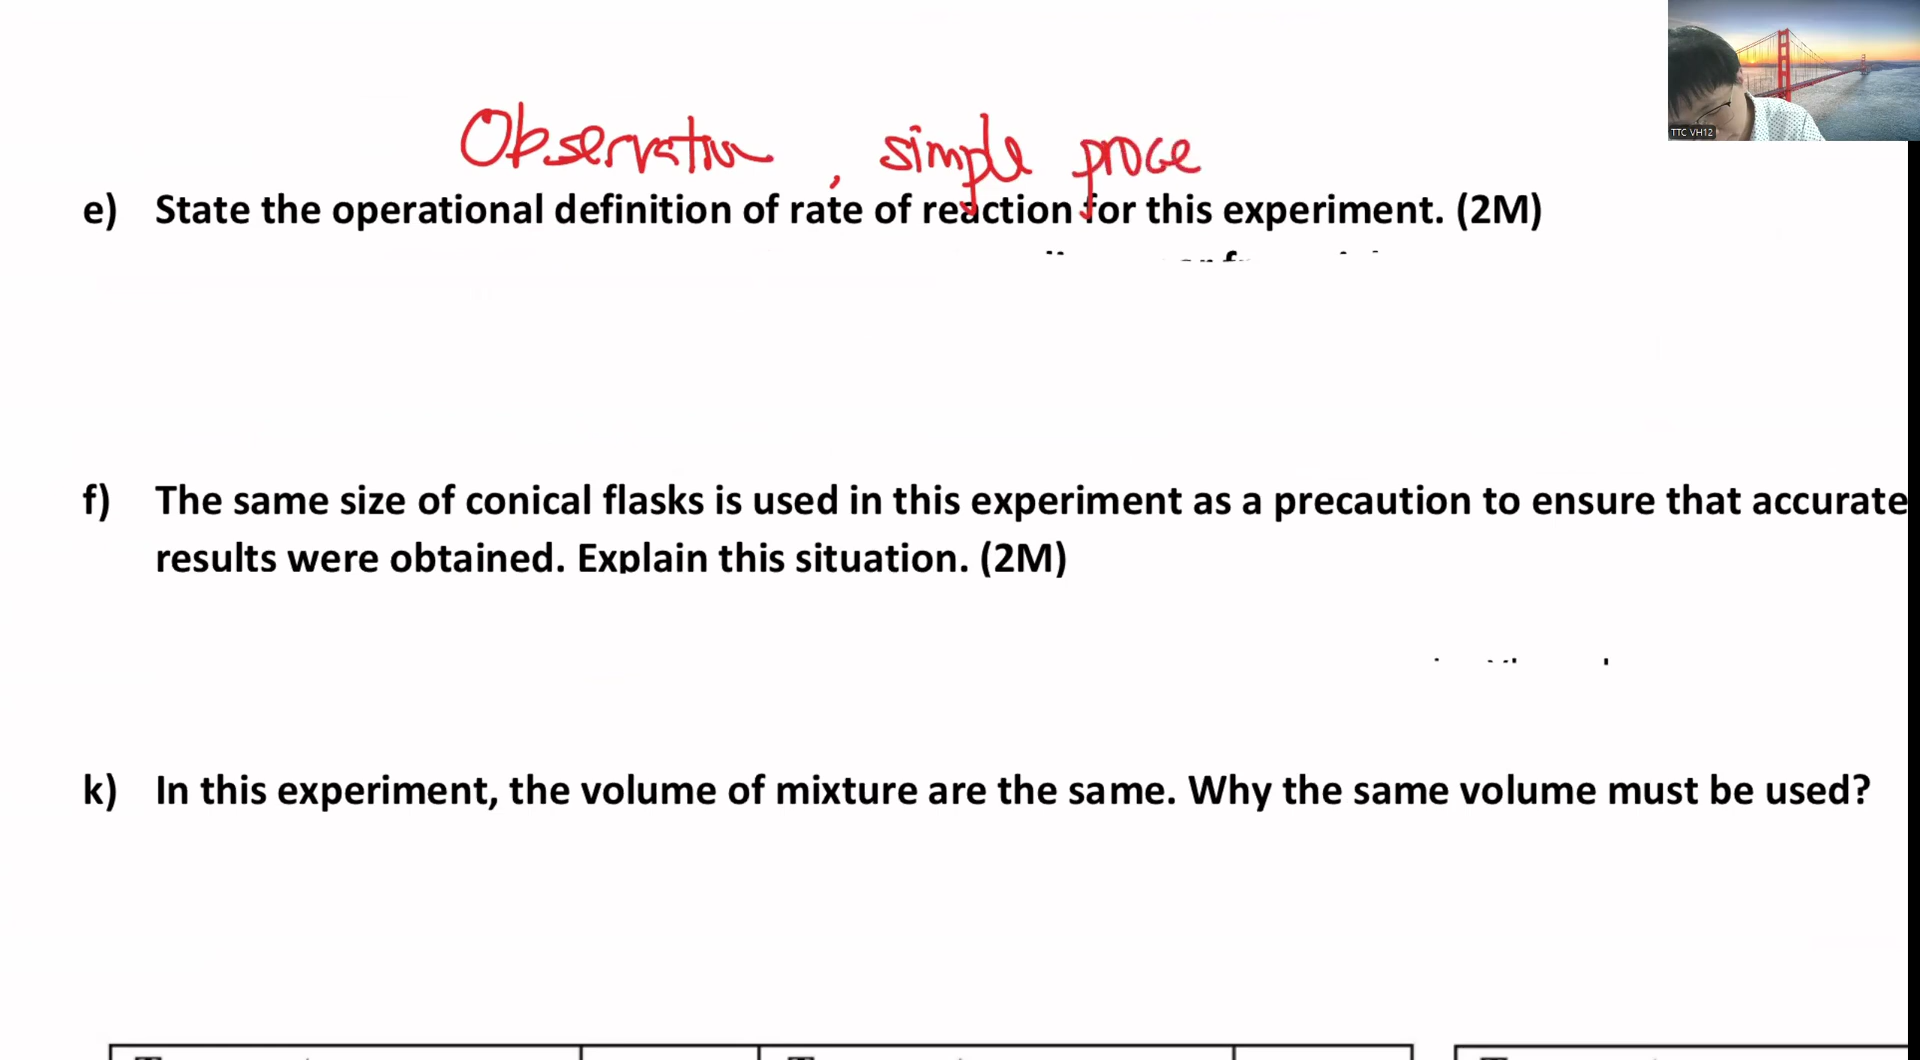 TTC VH12
Observation, simple proce
e) State the operational definition of rate of reaction for this experiment. (2M)
f) The same size of conical flasks is used in this experiment as a precaution to ensure that accurate
results were obtained. Explain this situation. (2M)
k) In this experiment, the volume of mixture are the same. Why the same volume must be used?